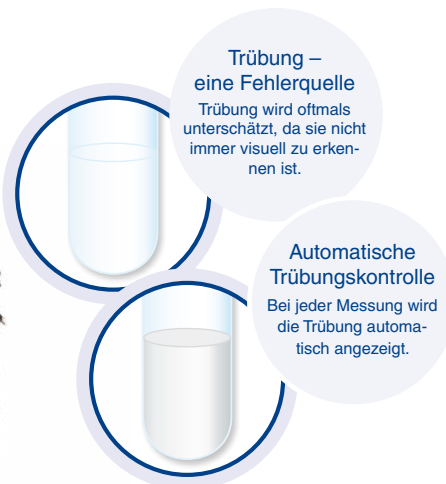 Trübung –
eine Fehlerquelle
Trübung wird oftmals
unterschätzt, da sie nicht
immer visuell zu erken-
nen ist.
Automatische
Trübungskontrolle
Bei jeder Messung wird
die Trübung automa-
tisch angezeigt.